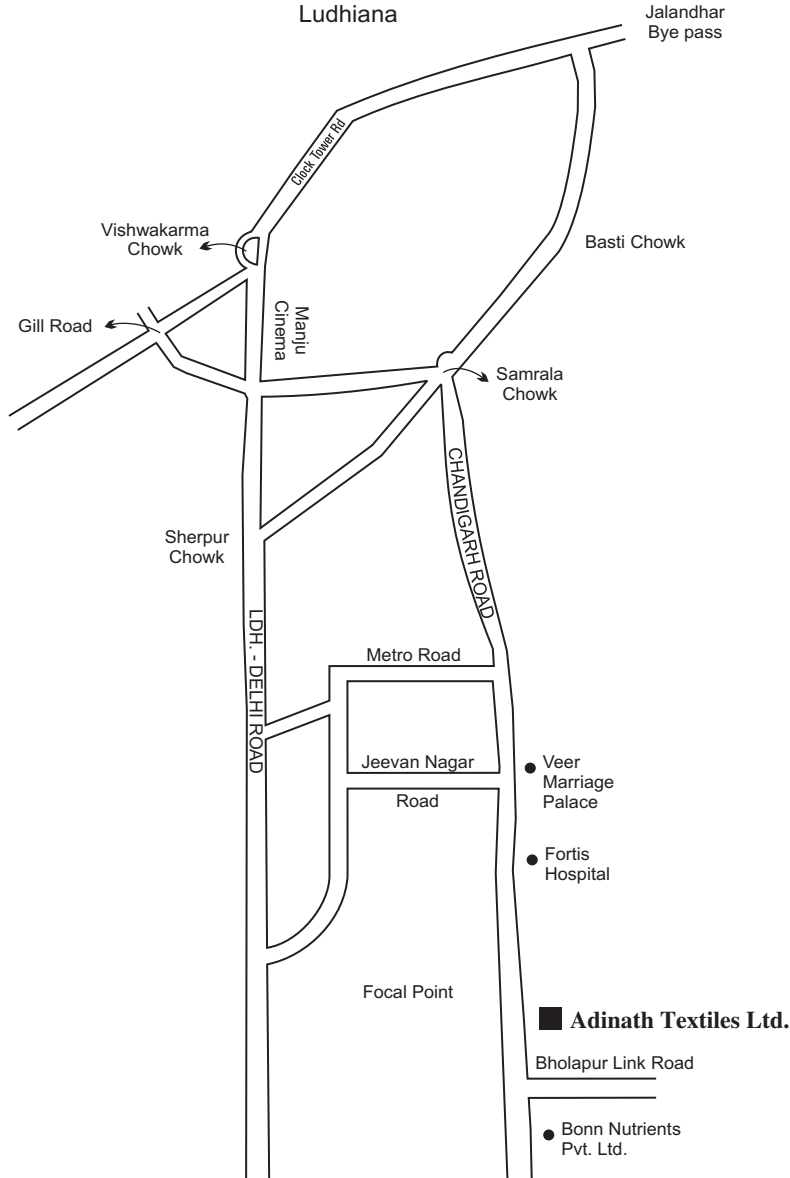 Ludhiana
Jalandhar
Bye pass
Clock Tower Rd
Vishwakarma
Chowk
Basti Chowk
Gill Road
Manju
Cinema
Samrala
Chowk
CHANDIGARH ROAD
Sherpur
Chowk
LDH. - DELHI ROAD
Metro Road
Jeevan Nagar
Road
Veer
Marriage
Palace
Fortis
Hospital
Focal Point
Adinath Textiles Ltd.
Bholapur Link Road
Bonn Nutrients
Pvt. Ltd.